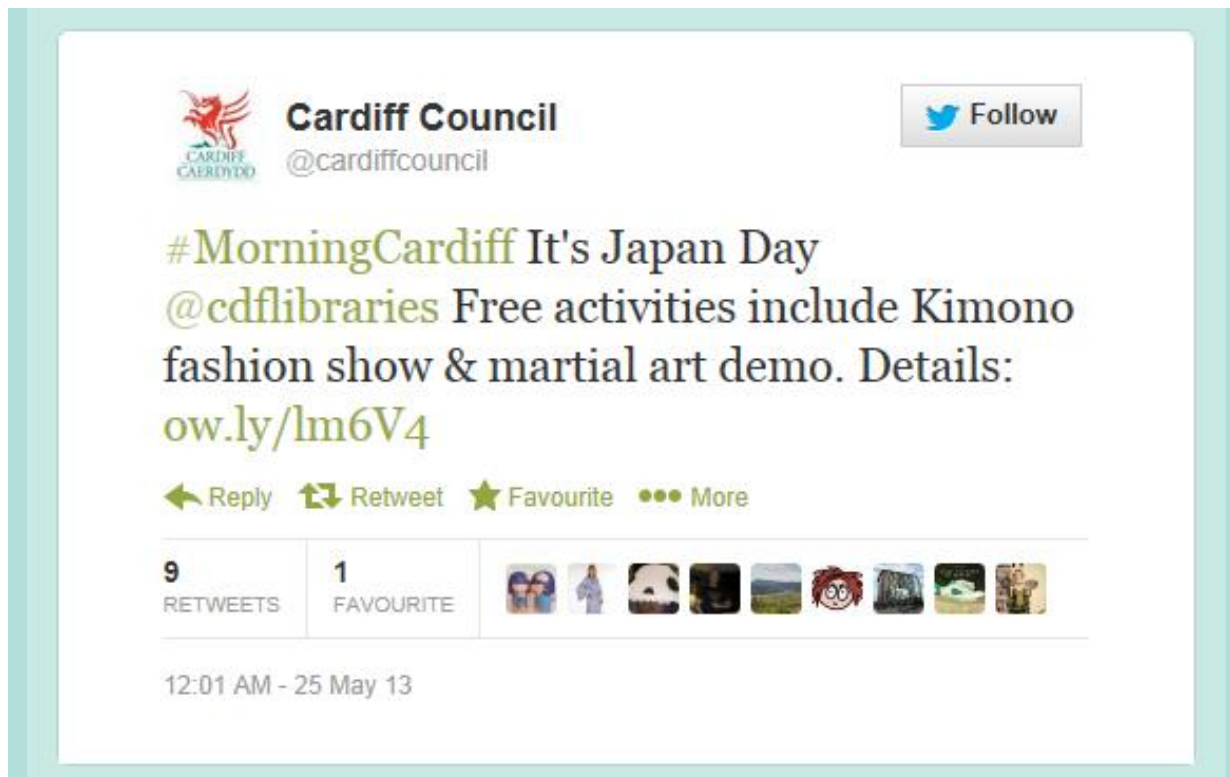 CARDIFF
CAERDYDD
Cardiff Council
@cardiffcouncil
Follow
#MorningCardiff It's Japan Day
@cdflibraries Free activities include Kimono
fashion show & martial art demo. Details:
ow.ly/lm6V4
Reply Retweet Favourite More
9 1
RETWEETS FAVOURITE
12:01 AM - 25 May 13